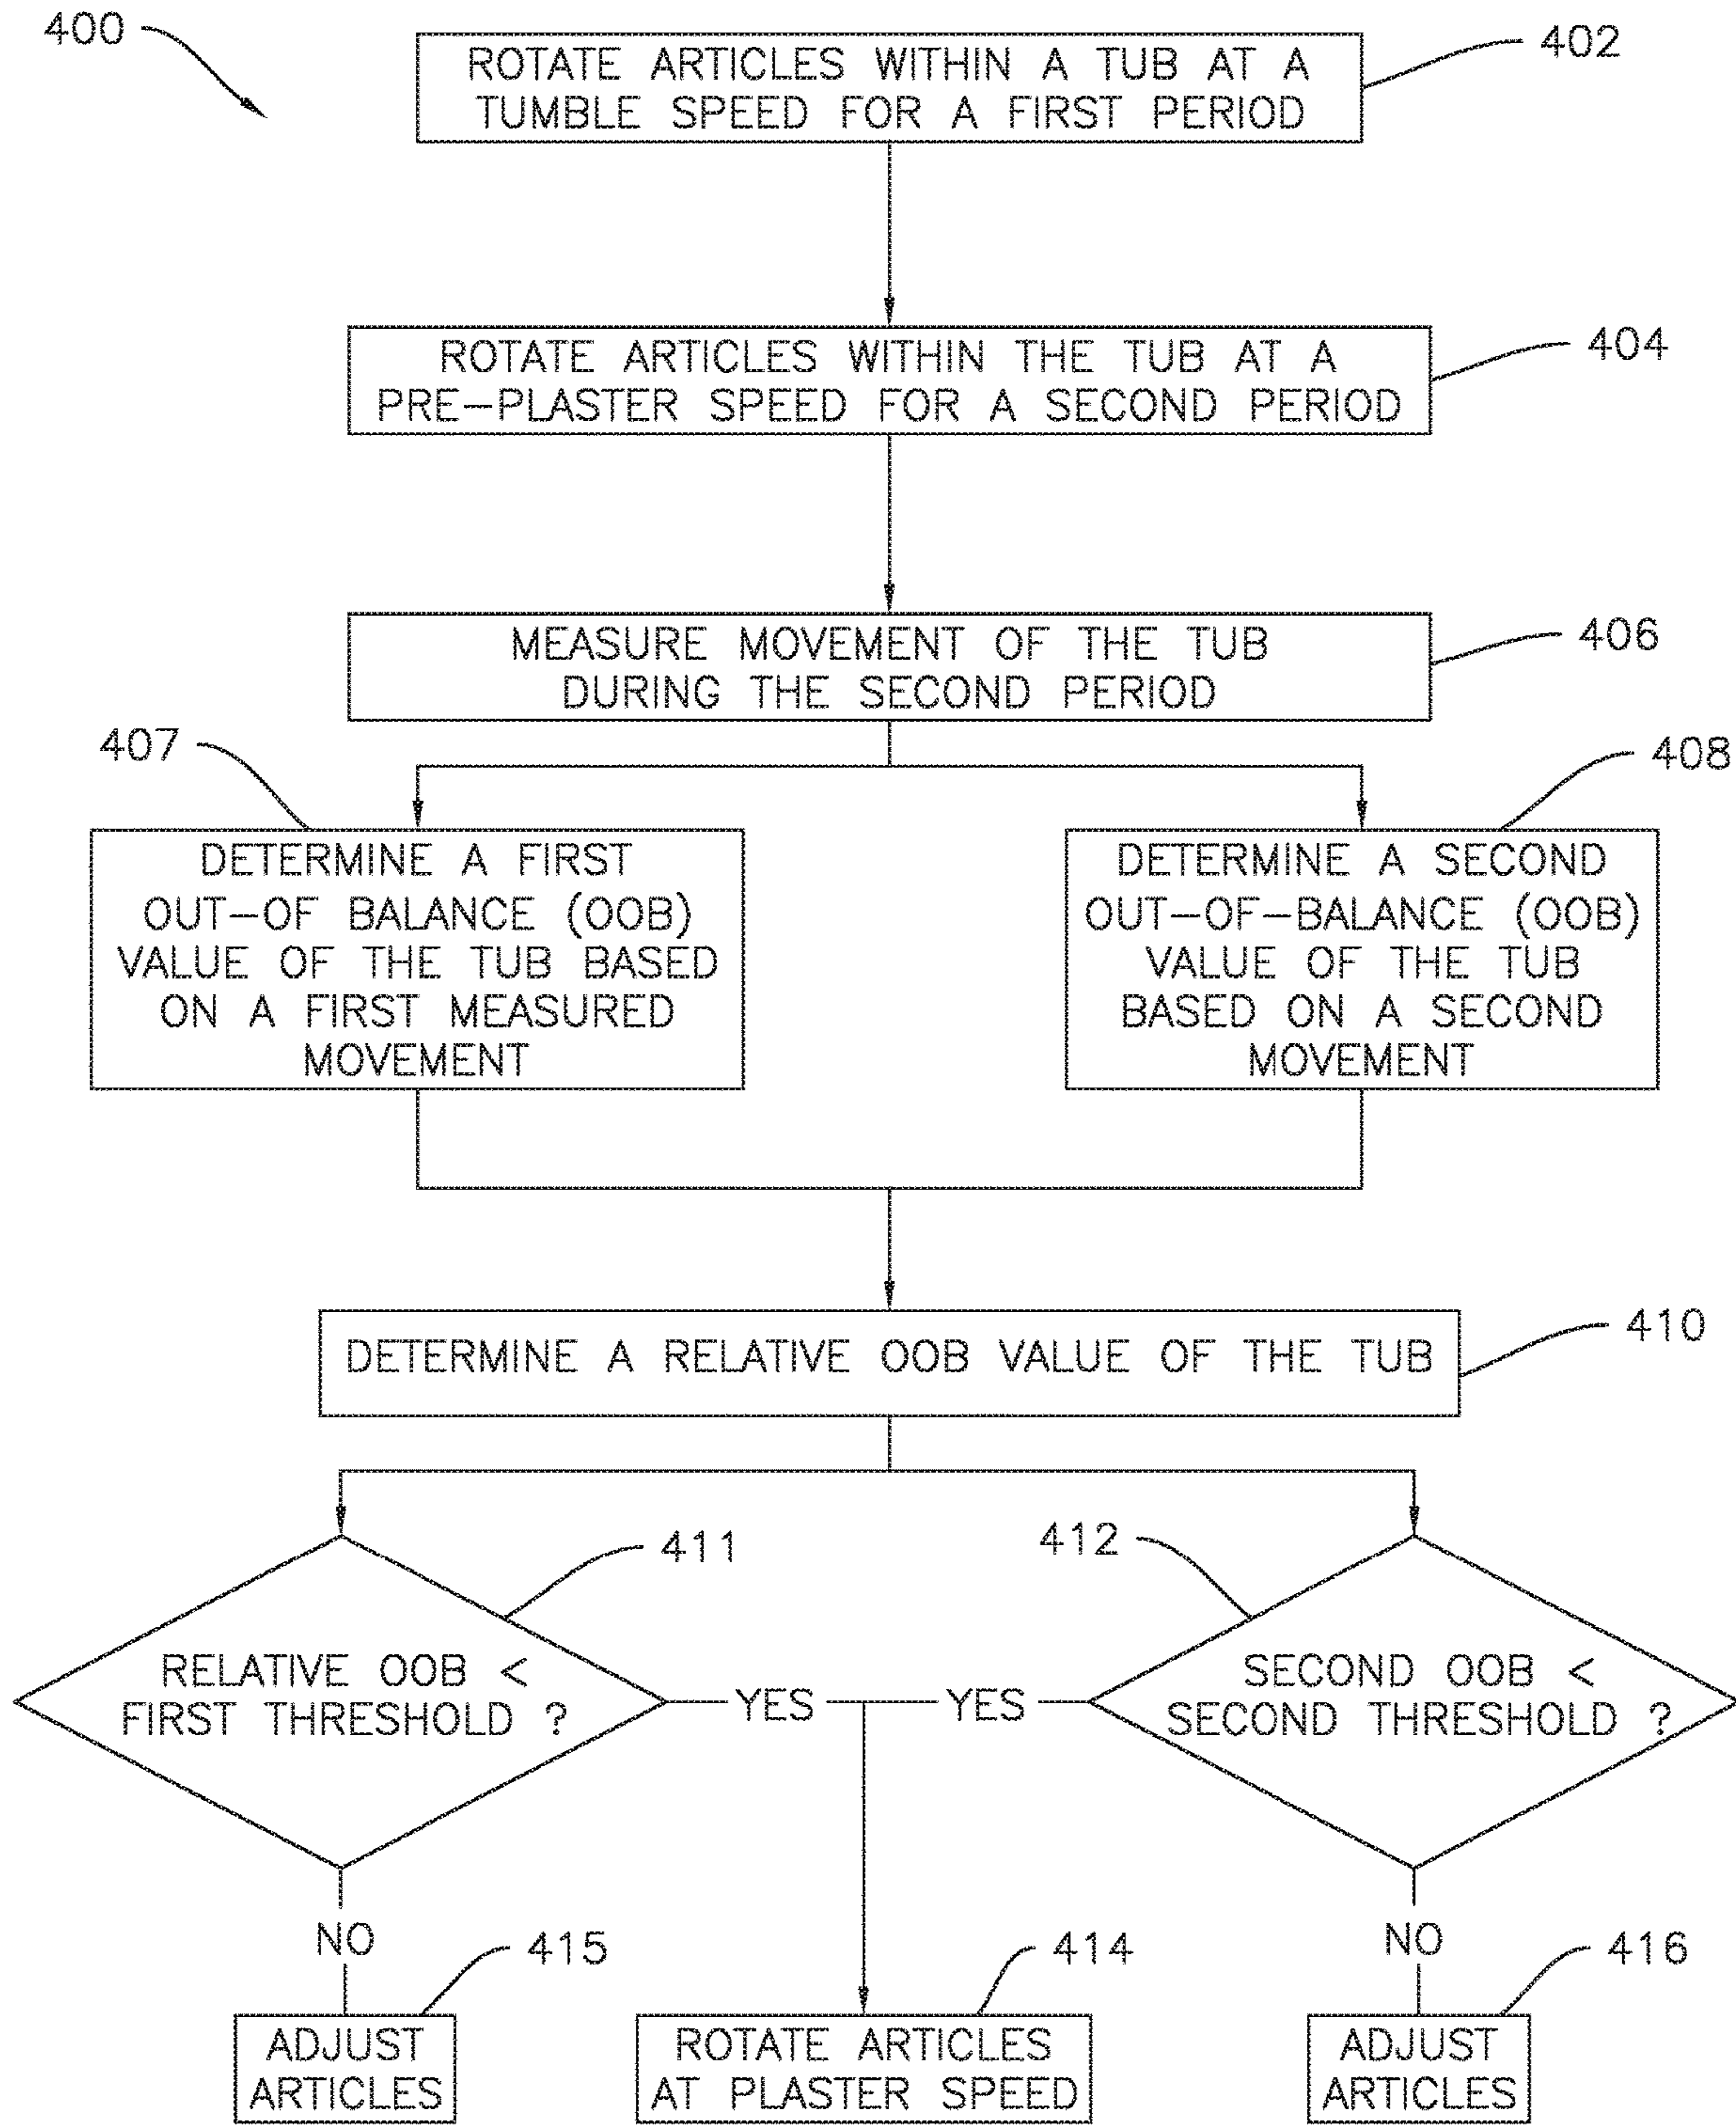 400
ROTATE ARTICLES WITHIN A TUB AT A
TUMBLE SPEED FOR A FIRST PERIOD
402
ROTATE ARTICLES WITHIN THE TUB AT A
PRE-PLASTER SPEED FOR A SECOND PERIOD
404
MEASURE MOVEMENT OF THE TUB
DURING THE SECOND PERIOD
406
407
DETERMINE A FIRST
OUT-OF BALANCE (OOB)
VALUE OF THE TUB BASED
ON A FIRST MEASURED
MOVEMENT
408
DETERMINE A SECOND
OUT-OF-BALANCE (OOB)
VALUE OF THE TUB
BASED ON A SECOND
MOVEMENT
DETERMINE A RELATIVE OOB VALUE OF THE TUB
410
411
RELATIVE OOB <
FIRST THRESHOLD ?
YES
412
SECOND OOB <
SECOND THRESHOLD ?
YES
NO
415
ADJUST
ARTICLES
414
ROTATE ARTICLES
AT PLASTER SPEED
NO
416
ADJUST
ARTICLES